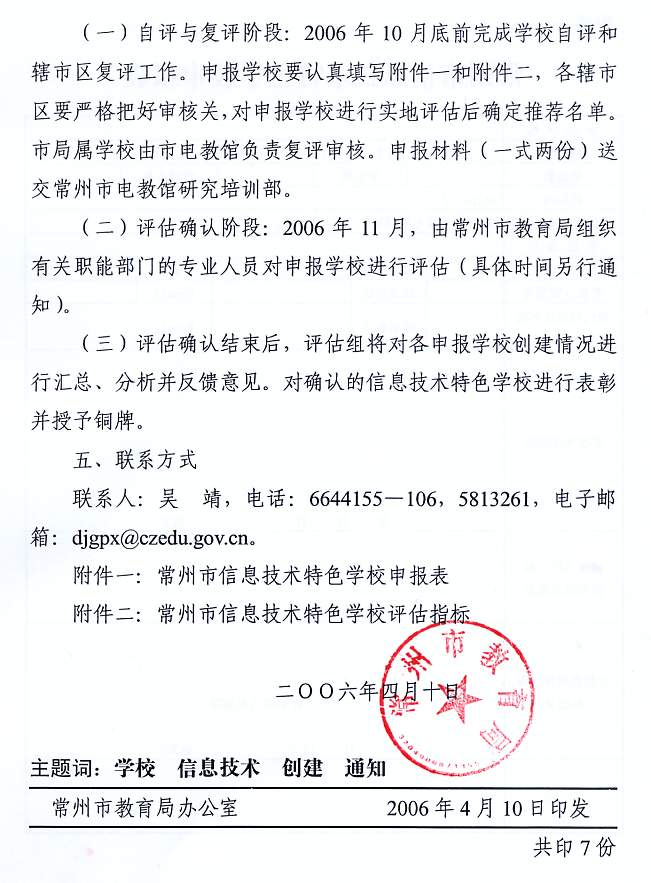 （一）自评与复评阶段：2006 年 10 月底前完成学校自评和
辖市区复评工作。申报学校要认真填写附件一和附件二，各辖市
区要严格把好审核关，对申报学校进行实地评估后确定推荐名单。
市局属学校由市电教馆负责复评审核。申报材料（一式两份）送
交常州市电教馆研究培训部。
（二）评估确认阶段：2006 年 11 月，由常州市教育局组织
有关职能部门的专业人员对申报学校进行评估（具体时间另行通
知）。
（三）评估确认结束后，评估组将对各申报学校创建情况进
行汇总、分析并反馈意见。对确认的信息技术特色学校进行表彰
并授予铜牌。
五、联系方式
联系人：吴　靖，电话：6644155—106，5813261，电子邮
箱：djgpx@czedu.gov.cn。
附件一：常州市信息技术特色学校申报表
附件二：常州市信息技术特色学校评估指标
常州市教育局
二〇〇六年四月十日
主题词：学校　信息技术　创建　通知
常州市教育局办公室　2006 年 4 月 10 日印发
共印 7 份